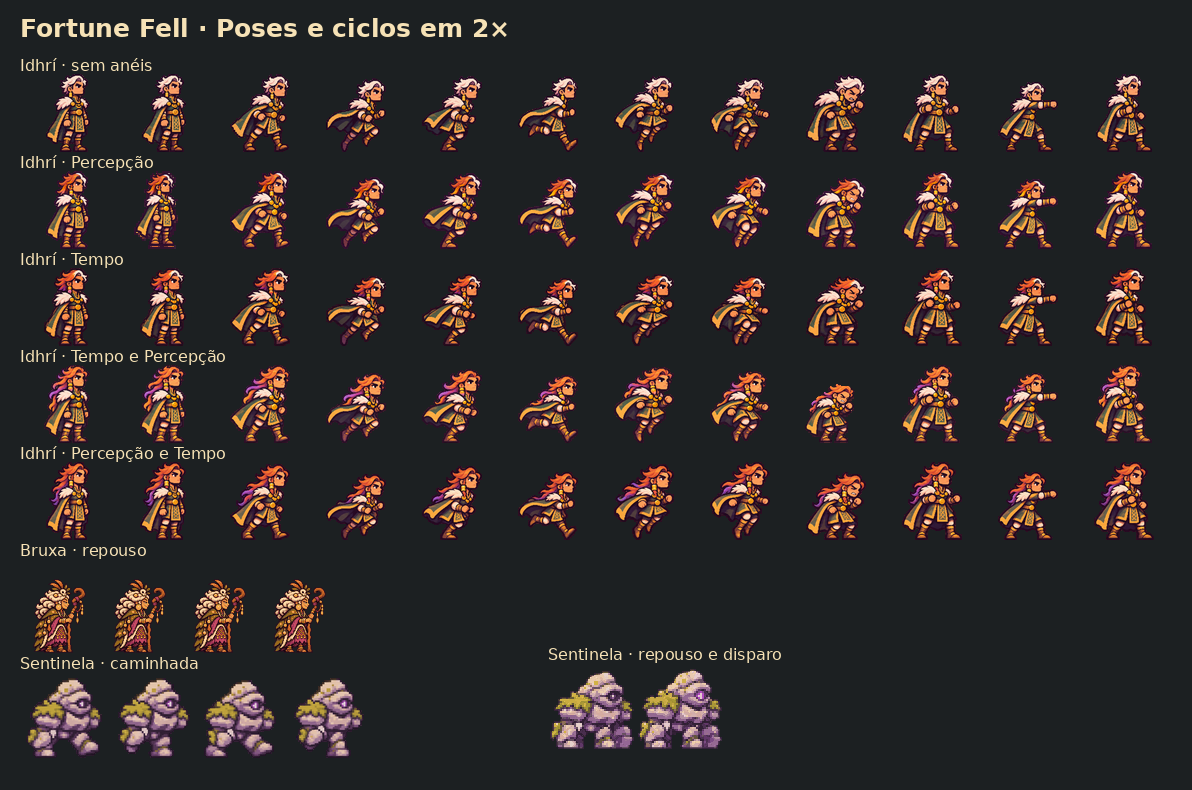 Fortune Fell · Poses e ciclos em 2×
Idhrí · sem anéis
Idhrí · Percepção
Idhrí · Tempo
Idhrí · Tempo e Percepção
Idhrí · Percepção e Tempo
Bruxa · repouso
Sentinela · caminhada
Sentinela · repouso e disparo